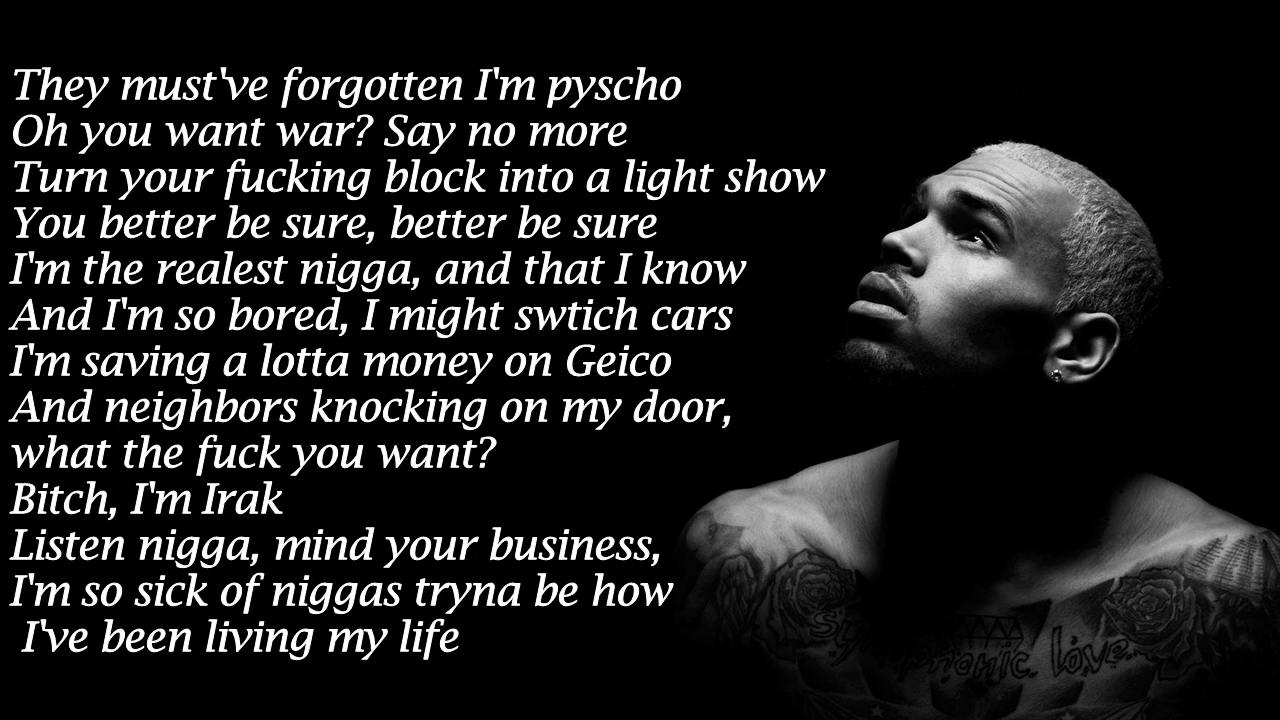 They must've forgotten I'm pyscho
Oh you want war? Say no more
Turn your fucking block into a light show
You better be sure, better be sure
I'm the realest nigga, and that I know
And I'm so bored, I might swtich cars
I'm saving a lotta money on Geico
And neighbors knocking on my door,
what the fuck you want?
Bitch, I'm Irak
Listen nigga, mind your business,
I'm so sick of niggas tryna be how
I've been living my life
love